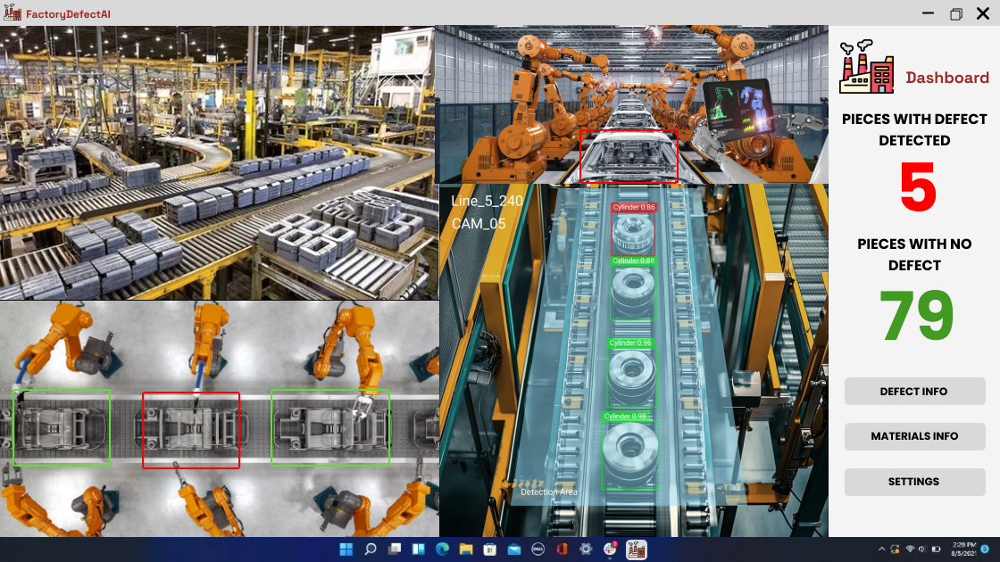 FactoryDefectAI
Dashboard
PIECES WITH DEFECT
DETECTED
5
PIECES WITH NO
DEFECT
79
DEFECT INFO
MATERIALS INFO
SETTINGS
Line_5_240
CAM_05
Cylinder 0.86
Cylinder 0.88
Cylinder 0.96
Cylinder 0.98
Detection Area
DELL
2:29 PM
8/5/2021